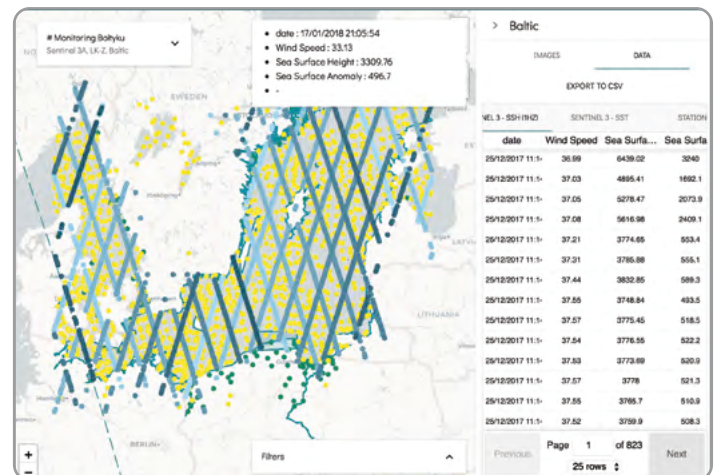 # Monitoring Bałtyku
Sentinel 3A, LK-Z, Baltic
date : 17/01/2018 21:05:54
Wind Speed : 33.13
Sea Surface Height : 3309.76
Sea Surface Anomaly : 496.7
-
SWEDEN
LITHUANIA
BERLIN
Filters
+
−
> Baltic
IMAGES DATA
EXPORT TO CSV
NEL 3 - SSH (1HZ) SENTINEL 3 - SST STATION
date Wind Speed Sea Surfa... Sea Surfa
25/12/2017 11:1 36.99 6439.02 3240
25/12/2017 11:1 37.03 4895.41 1692.1
25/12/2017 11:1 37.05 5278.47 2073.9
25/12/2017 11:1 37.08 5616.98 2409.1
25/12/2017 11:1 37.21 3774.65 553.4
25/12/2017 11:1 37.31 3785.88 555.1
25/12/2017 11:1 37.44 3832.85 589.3
25/12/2017 11:1 37.55 3748.84 493.5
25/12/2017 11:1 37.57 3775.45 518.5
25/12/2017 11:1 37.54 3776.55 522.2
25/12/2017 11:1 37.53 3773.69 520.9
25/12/2017 11:1 37.57 3778 521.3
25/12/2017 11:1 37.55 3765.7 510.9
25/12/2017 11:1 37.52 3759.9 508.3
Previous Page 1 of 823 Next
25 rows